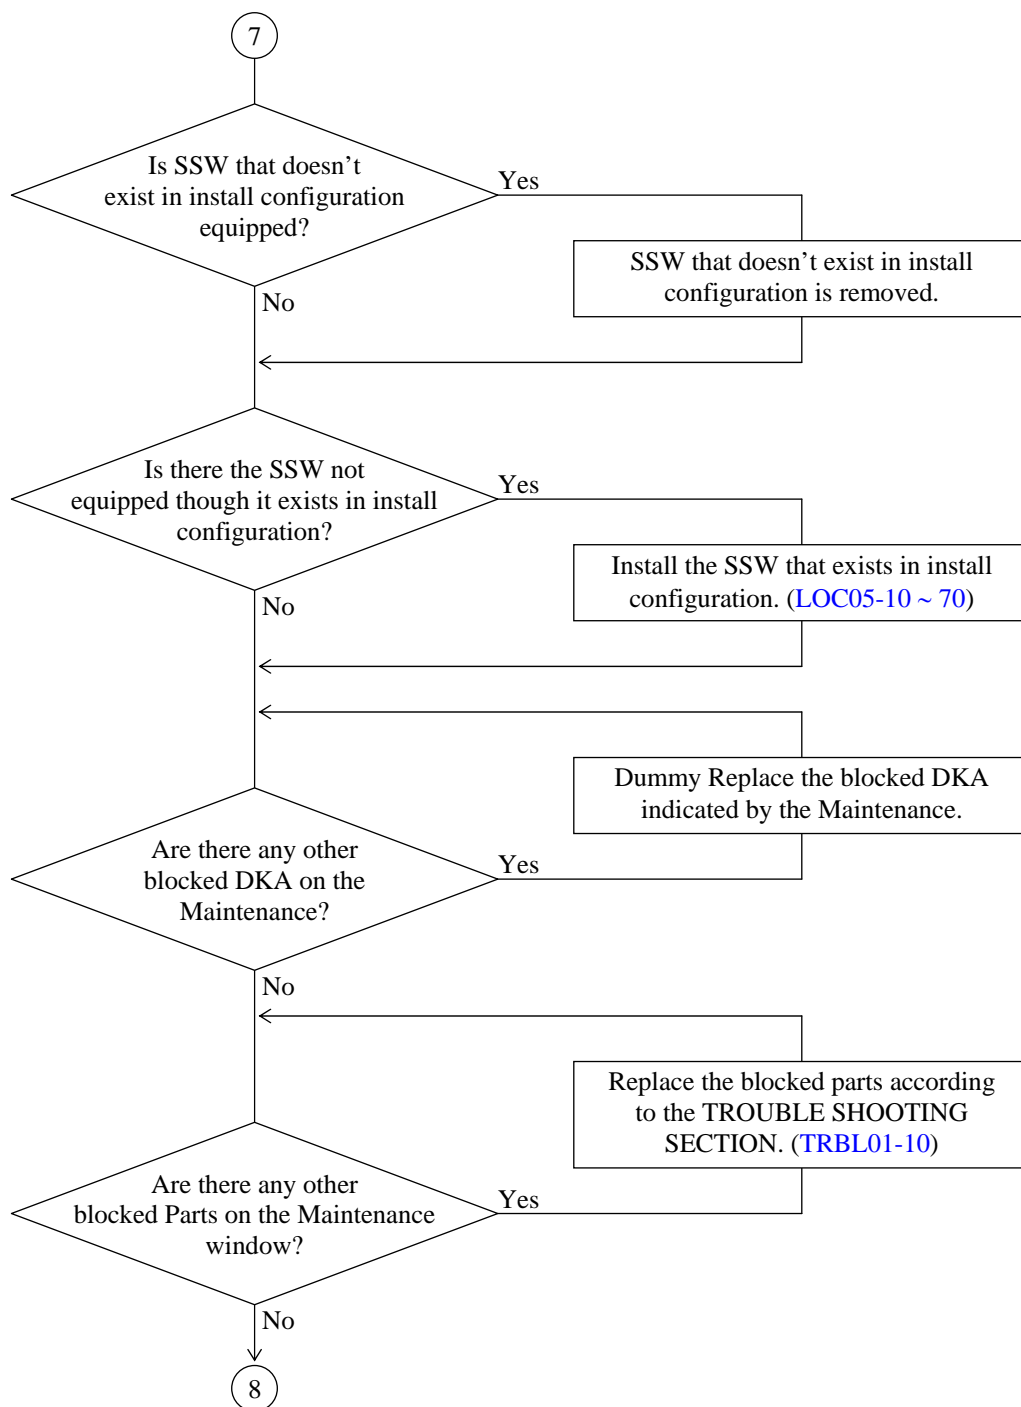 7
Is SSW that doesn't
exist in install configuration
equipped?
Yes
SSW that doesn't exist in install
configuration is removed.
No
Is there the SSW not
equipped though it exists in install
configuration?
Yes
Install the SSW that exists in install
configuration. (LOC05-10 ~ 70)
No
Dummy Replace the blocked DKA
indicated by the Maintenance.
Are there any other
blocked DKA on the
Maintenance?
Yes
No
Replace the blocked parts according
to the TROUBLE SHOOTING
SECTION. (TRBL01-10)
Are there any other
blocked Parts on the Maintenance
window?
Yes
No
8